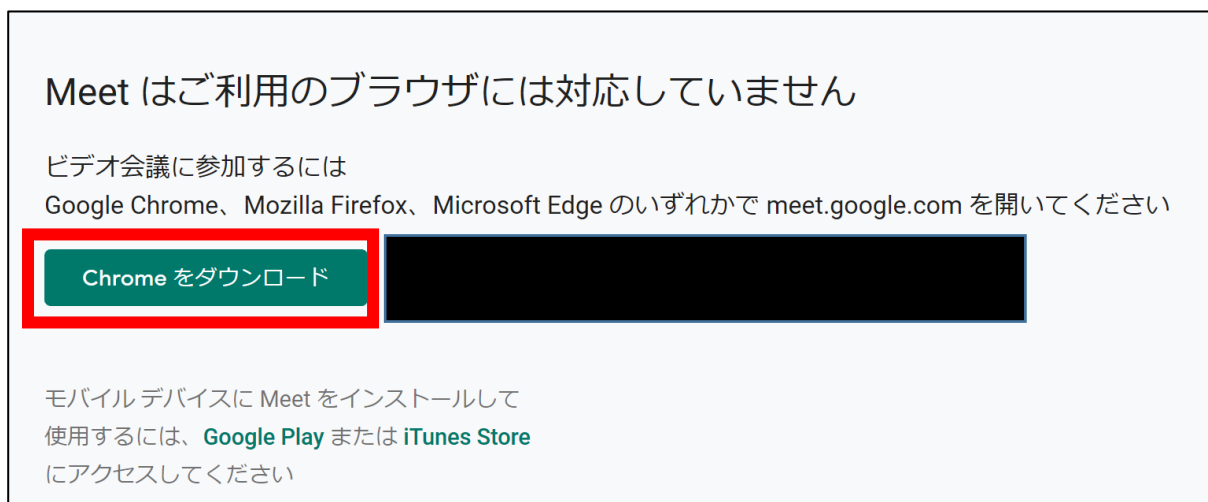 Meet はご利用のブラウザには対応していません
ビデオ会議に参加するには
Google Chrome、Mozilla Firefox、Microsoft Edge のいずれかで meet.google.com を開いてください
Chrome をダウンロード
モバイル デバイスに Meet をインストールして
使用するには、Google Play または iTunes Store
にアクセスしてください